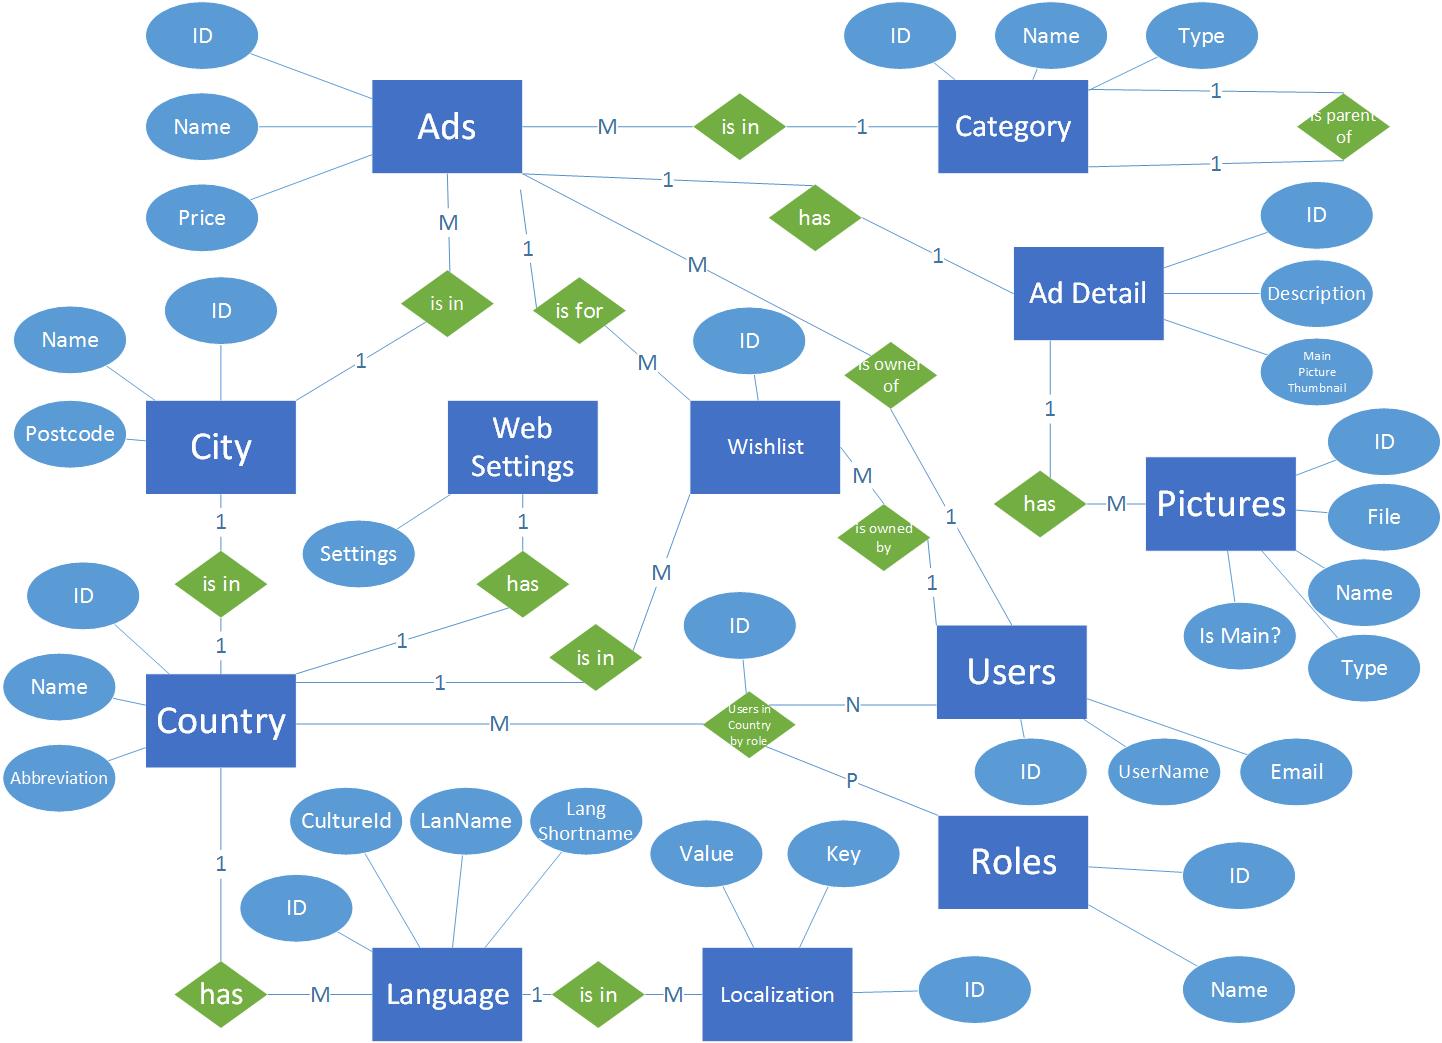 ID
ID
Name
Type
Name
Ads
M
is in
1
Category
1
is parent
of
1
Price
1
has
ID
M
1
M
1
Ad Detail
Description
Name
ID
is in
is for
ID
Main
Picture
Thumbnail
1
M
is owner
of
Postcode
City
Web
Settings
Wishlist
1
ID
M
Pictures
has
M
File
1
1
is owned
by
1
Settings
is in
has
M
1
Name
ID
1
1
is in
ID
Is Main?
Type
Name
1
Users
Country
M
Users in
Country
by role
N
Abbreviation
P
ID
UserName
Email
CultureId
LanName
Lang
Shortname
Value
Key
1
Roles
ID
ID
has
M
Language
1
is in
M
Localization
ID
Name